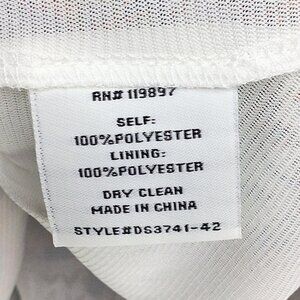 RN# 119897
SELF:
100%POLYESTER
LINING:
100%POLYESTER
DRY CLEAN
MADE IN CHINA
STYLE#DS3741-42